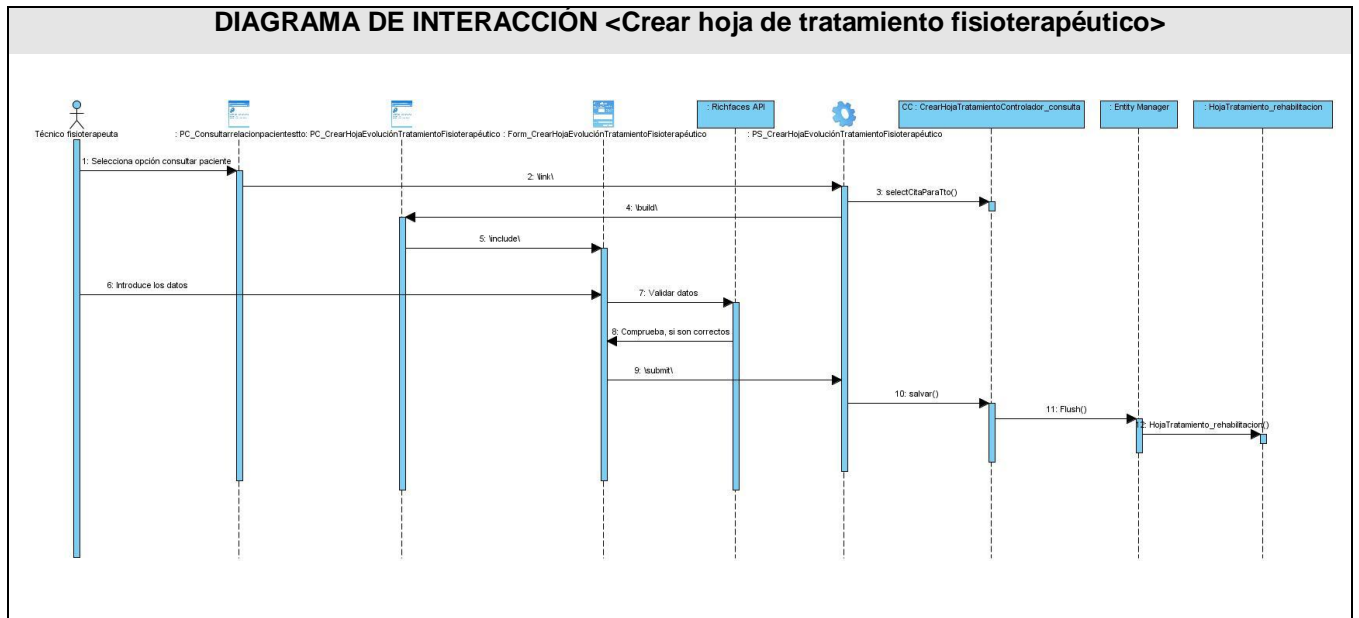 DIAGRAMA DE INTERACCIÓN <Crear hoja de tratamiento fisioterapéutico>
: Richfaces API
CC : CrearHojaTratamientoControlador_consulta
: Entity Manager
: HojaTratamiento_rehabilitacion
Técnico fisioterapeuta
: PC_Consultarrelacionpacientestto
: PC_CrearHojaEvoluciónTratamientoFisioterapéutico
: Form_CrearHojaEvoluciónTratamientoFisioterapéutico
: PS_CrearHojaEvoluciónTratamientoFisioterapéutico
1: Selecciona opción consultar paciente
2: \link\
3: selectCitaParaTto()
4: \build\
5: \include\
6: Introduce los datos
7: Validar datos
8: Comprueba, si son correctos
9: \submit\
10: salvar()
11: Flush()
12: HojaTratamiento_rehabilitacion()